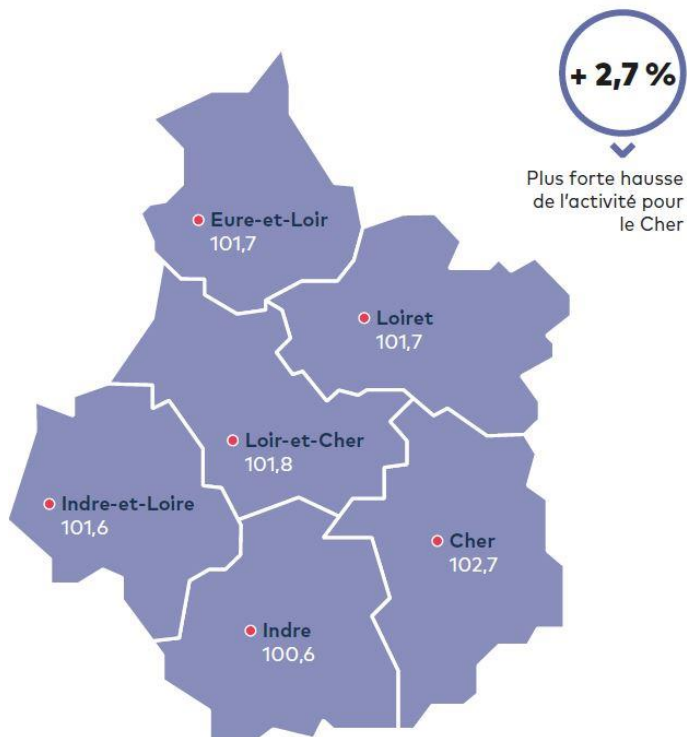 + 2,7 %
Plus forte hausse
de l'activité pour
le Cher
Eure-et-Loir
101,7
Loiret
101,7
Loir-et-Cher
101,8
Indre-et-Loire
101,6
Cher
102,7
Indre
100,6